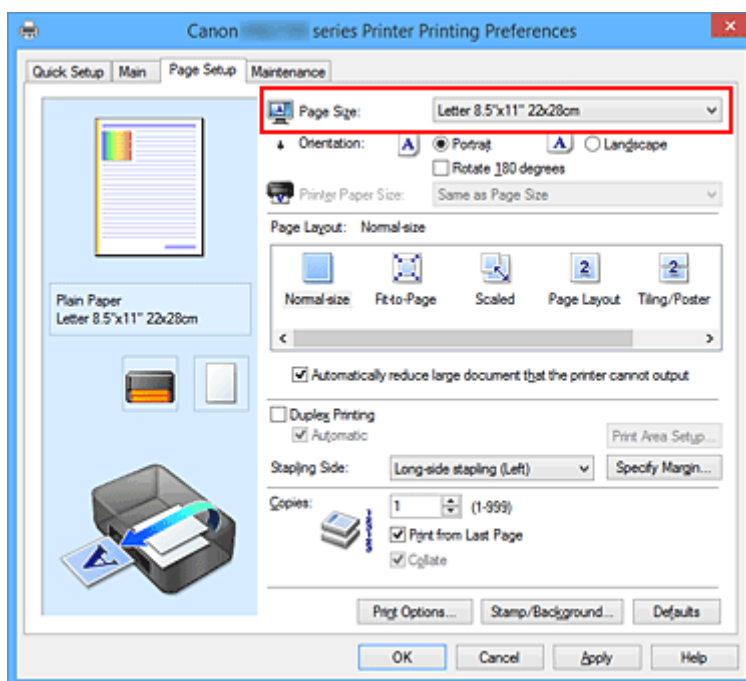 Canon series Printer Printing Preferences
Quick Setup Main Page Setup Maintenance
Page Size: Letter 8.5"x11" 22x28cm
Orientation: A Portrait A Landscape
Rotate 180 degrees
Printer Paper Size: Same as Page Size
Page Layout: Normal-size
2 2
Normal-size Fit-to-Page Scaled Page Layout Tiling/Poster
Plain Paper
Letter 8.5"x11" 22x28cm
Automatically reduce large document that the printer cannot output
Duplex Printing
Automatic
Print Area Setup...
Stapling Side: Long-side stapling (Left) Specify Margin...
Copies: 1 (1-999)
Print from Last Page
Collate
A
Print Options... Stamp/Background... Defaults
OK Cancel Apply Help